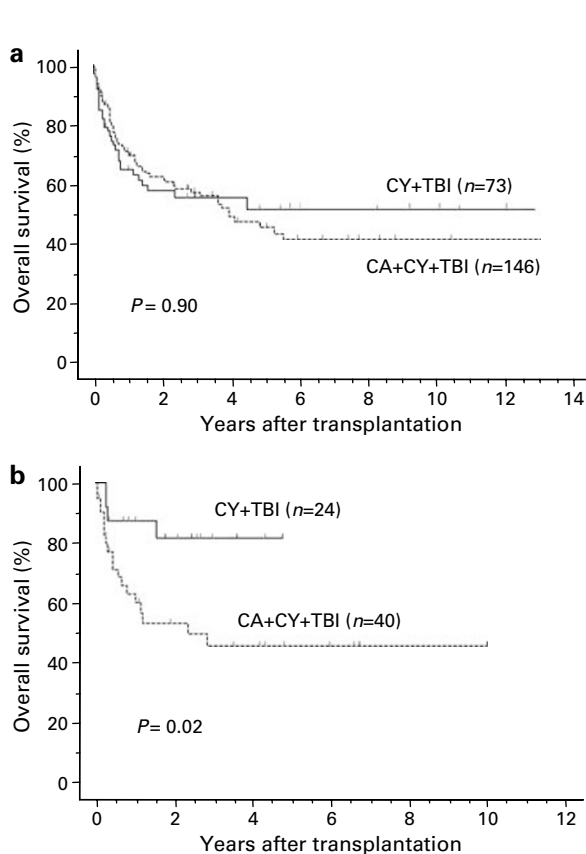 a
100
80
60
40
20
0
Overall survival (%)
CY+TBI (n=73)
CA+CY+TBI (n=146)
P = 0.90
0 2 4 6 8 10 12 14
Years after transplantation
b
100
80
60
40
20
0
Overall survival (%)
CY+TBI (n=24)
CA+CY+TBI (n=40)
P = 0.02
0 2 4 6 8 10 12
Years after transplantation